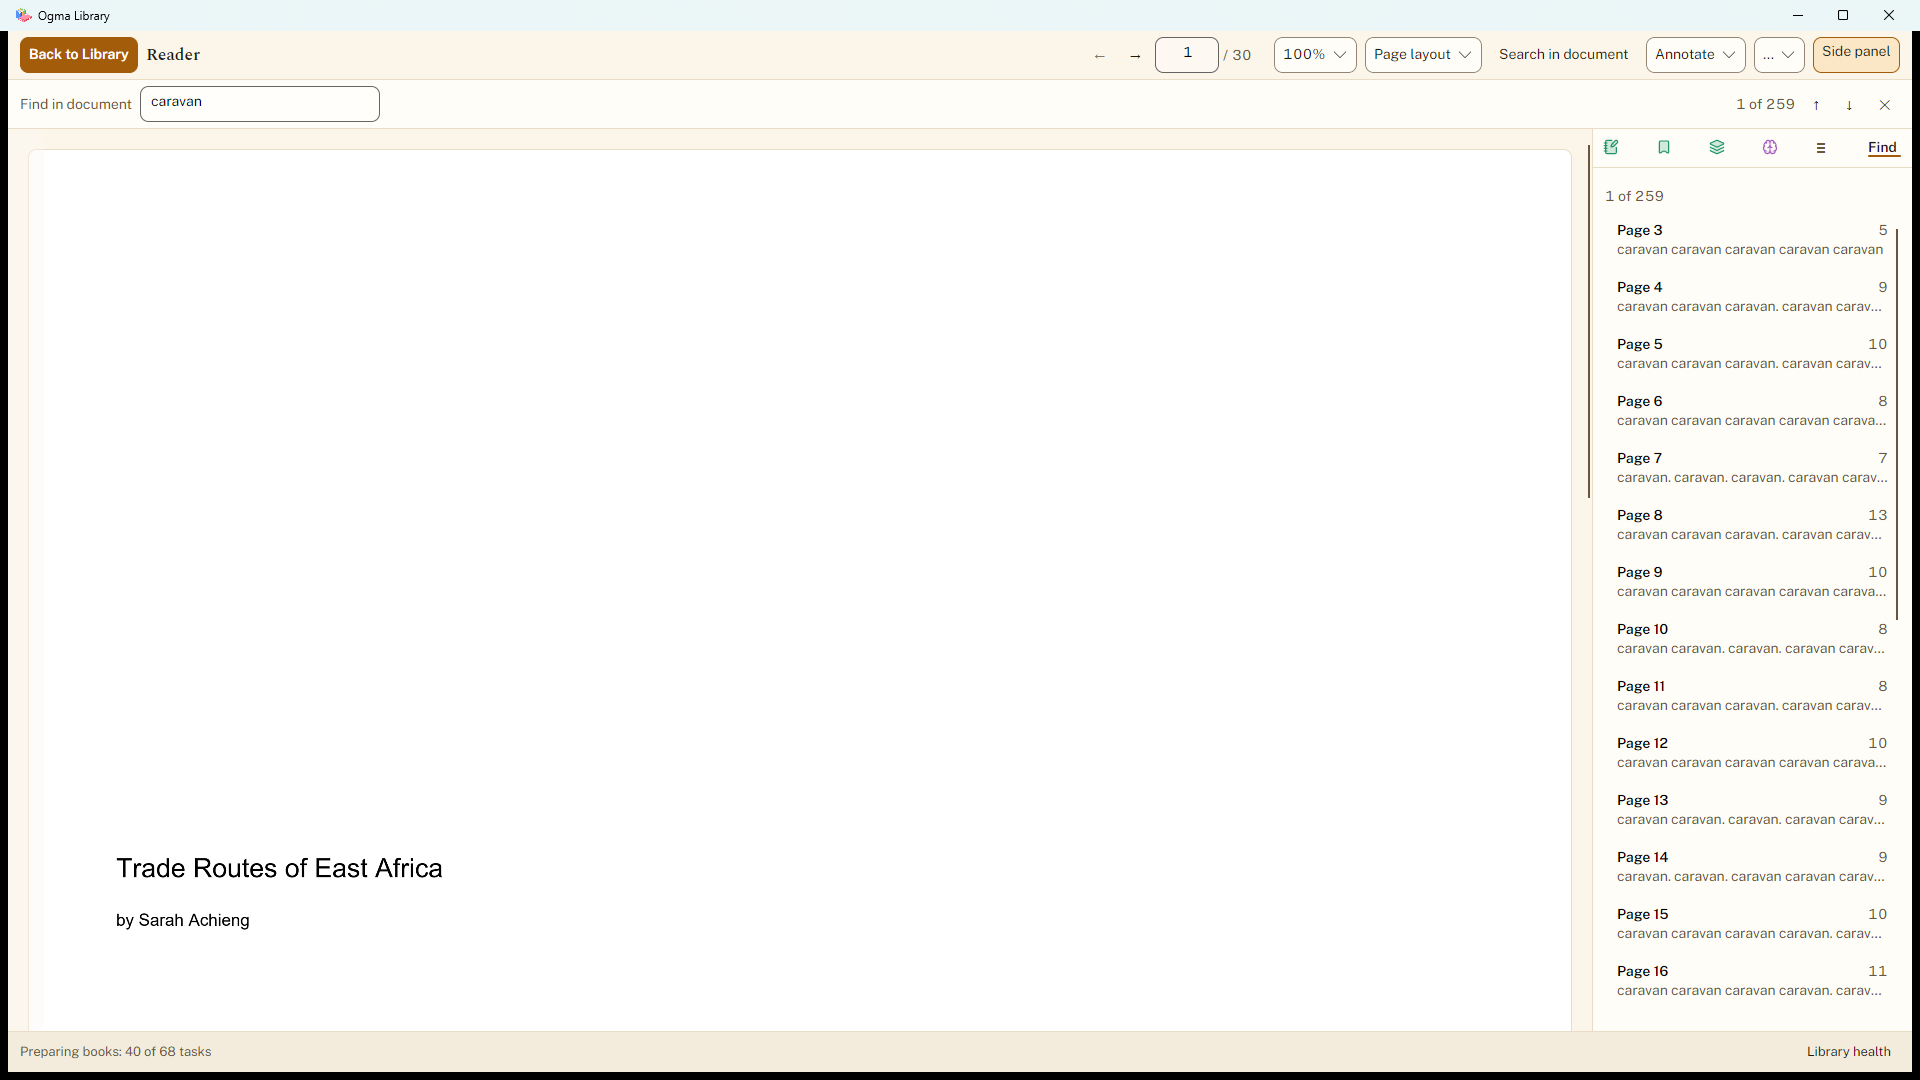 Ogma Library
Back to Library Reader ← → 1 / 30 100% Page layout Search in document Annotate ... Side panel
Find in document caravan 1 of 259 ↑ ↓
Find
1 of 259
Page 3 5
caravan caravan caravan caravan caravan
Page 4 9
caravan caravan caravan. caravan carav...
Page 5 10
caravan caravan caravan. caravan carav...
Page 6 8
caravan caravan caravan caravan carava...
Page 7 7
caravan. caravan. caravan. caravan carav...
Page 8 13
caravan caravan caravan. caravan carav...
Page 9 10
caravan caravan caravan caravan carava...
Page 10 8
caravan caravan. caravan. caravan carav...
Page 11 8
caravan caravan caravan. caravan carav...
Page 12 10
caravan caravan caravan caravan carava...
Page 13 9
caravan caravan. caravan. caravan carav...
Page 14 9
caravan. caravan. caravan caravan carav...
Page 15 10
caravan caravan caravan caravan. carav...
Page 16 11
caravan caravan caravan caravan. carav...
Trade Routes of East Africa
by Sarah Achieng
Preparing books: 40 of 68 tasks Library health